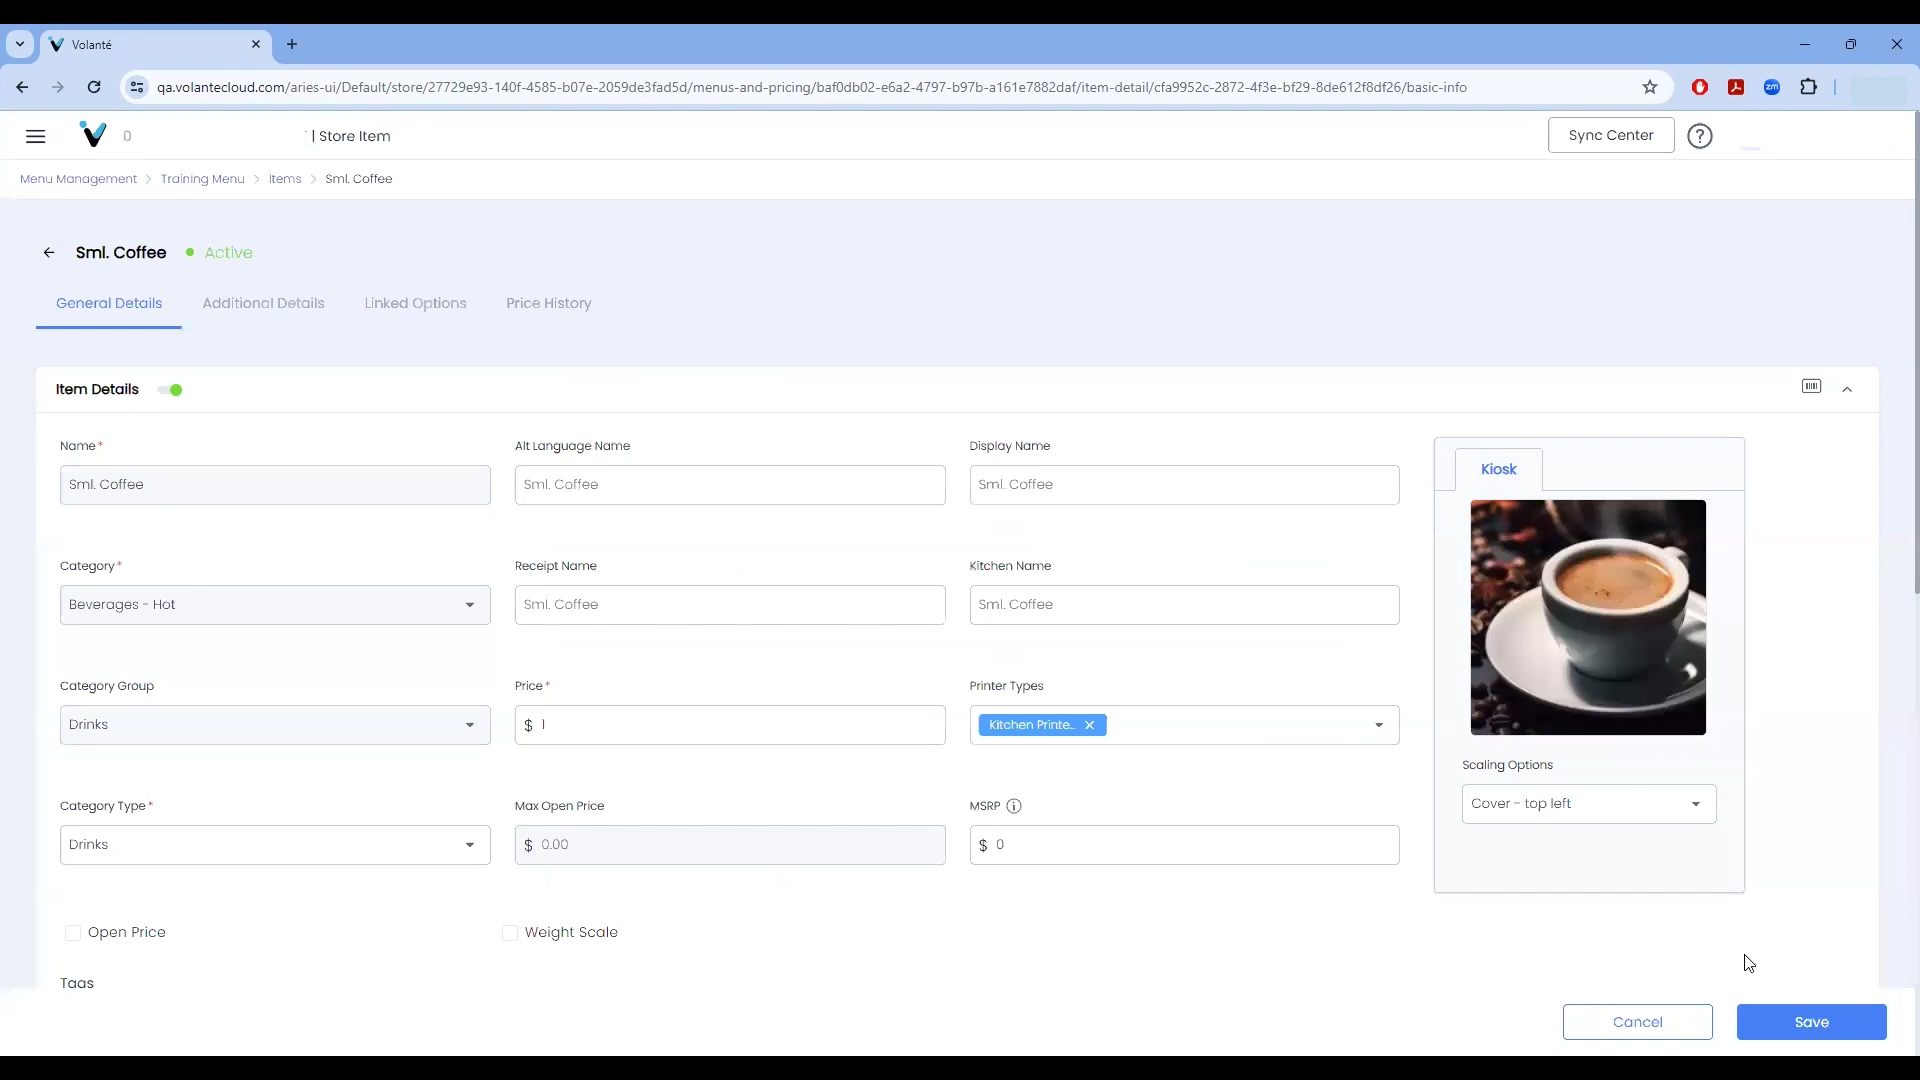 Volanté
qa.volantecloud.com/aries-ui/Default/store/27729e93-140f-4585-b07e-2059de3fad5d/menus-and-pricing/baf0db02-e6a2-4797-b97b-a161e7882daf/item-detail/cfa9952c-2872-4f3e-bf29-8de612f8df26/basic-info
zm
0 | Store Item Sync Center ?
Menu Management > Training Menu > Items > Sml. Coffee
Sml. Coffee Active
General Details Additional Details Linked Options Price History
Item Details
Name* Alt Language Name Display Name
Kiosk
Sml. Coffee Sml. Coffee Sml. Coffee
Category* Receipt Name Kitchen Name
Beverages - Hot Sml. Coffee Sml. Coffee
Category Group Price* Printer Types
Drinks $ 1 Kitchen Printe...
Scaling Options
Category Type* Max Open Price MSRP
Cover - top left
Drinks $ 0.00 $ 0
Open Price Weight Scale
Tags
Cancel Save